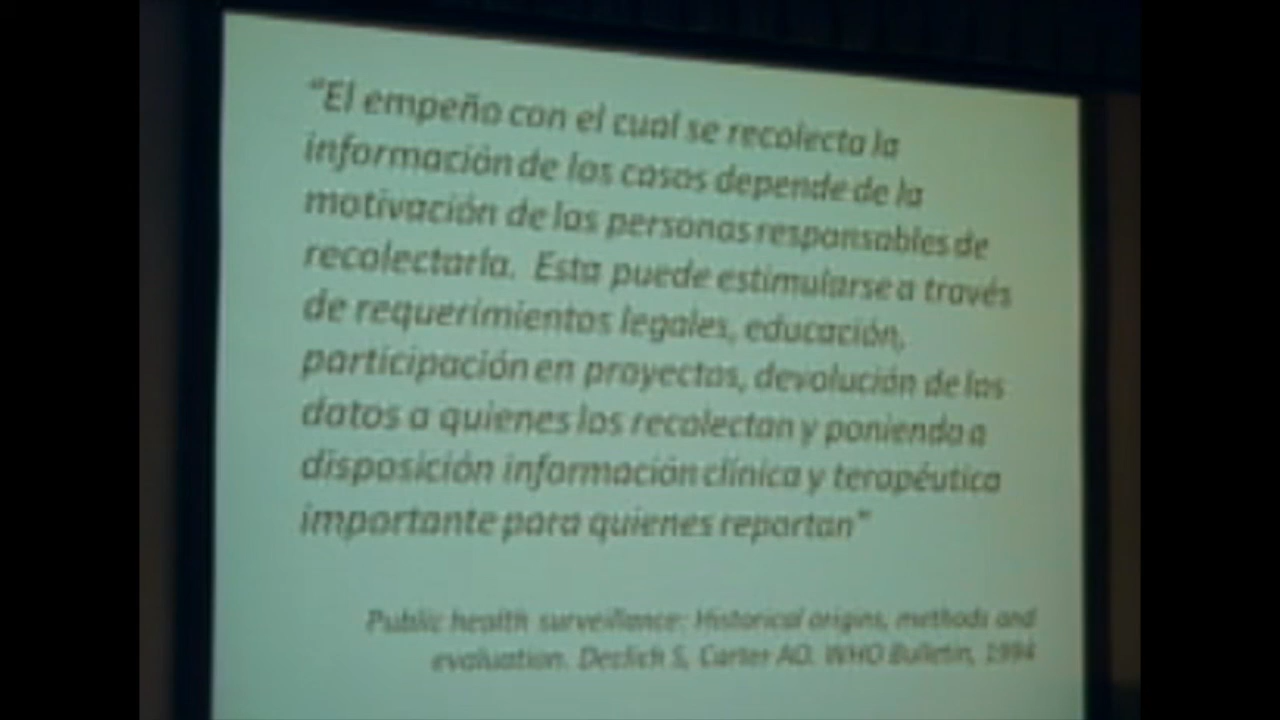 "El empeño con el cual se recolecta la
información de los casos depende de la
motivación de las personas responsables de
recolectarla. Esta puede estimularse a través
de requerimientos legales, educación,
participación en proyectos, devolución de los
datos a quienes los recolectan y poniendo a
disposición información clínica y terapéutica
importante para quienes reportan"
Public health surveillance: Historical origins, methods and
evaluation. Declich S, Carter AO. WHO Bulletin, 1994